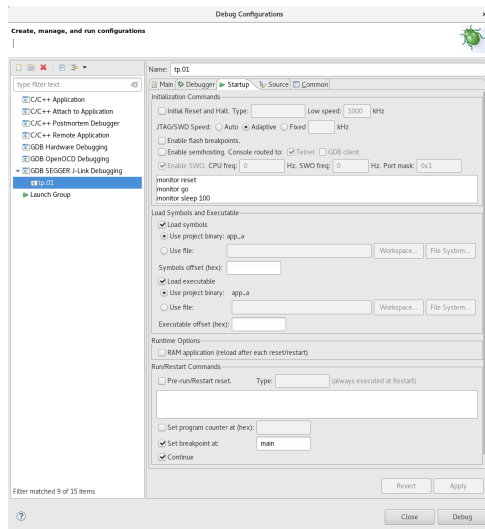 Debug Configurations
Create, manage, and run configurations
type filter text
C/C++ Application
C/C++ Attach to Application
C/C++ Postmortem Debugger
C/C++ Remote Application
GDB Hardware Debugging
GDB OpenOCD Debugging
GDB SEGGER J-Link Debugging
tp.01
Launch Group
Filter matched 9 of 15 items
Name: tp.01
Main Debugger Startup Source Common
Initialization Commands
Initial Reset and Halt. Type: Low speed: 1000 kHz
JTAG/SWD Speed: Auto Adaptive Fixed kHz
Enable flash breakpoints.
Enable semihosting. Console routed to: Telnet GDB client
Enable SWO. CPU freq: 0 Hz. SWO freq: 0 Hz. Port mask: 0x1
monitor reset
monitor go
monitor sleep 100
Load Symbols and Executable
Load symbols
Use project binary: app_a
Use file: Workspace... File System...
Symbols offset (hex):
Load executable
Use project binary: app_a
Use file: Workspace... File System...
Executable offset (hex):
Runtime Options
RAM application (reload after each reset/restart)
Run/Restart Commands
Pre-run/Restart reset. Type: (always executed at Restart)
Set program counter at (hex):
Set breakpoint at: main
Continue
Revert Apply
Close Debug